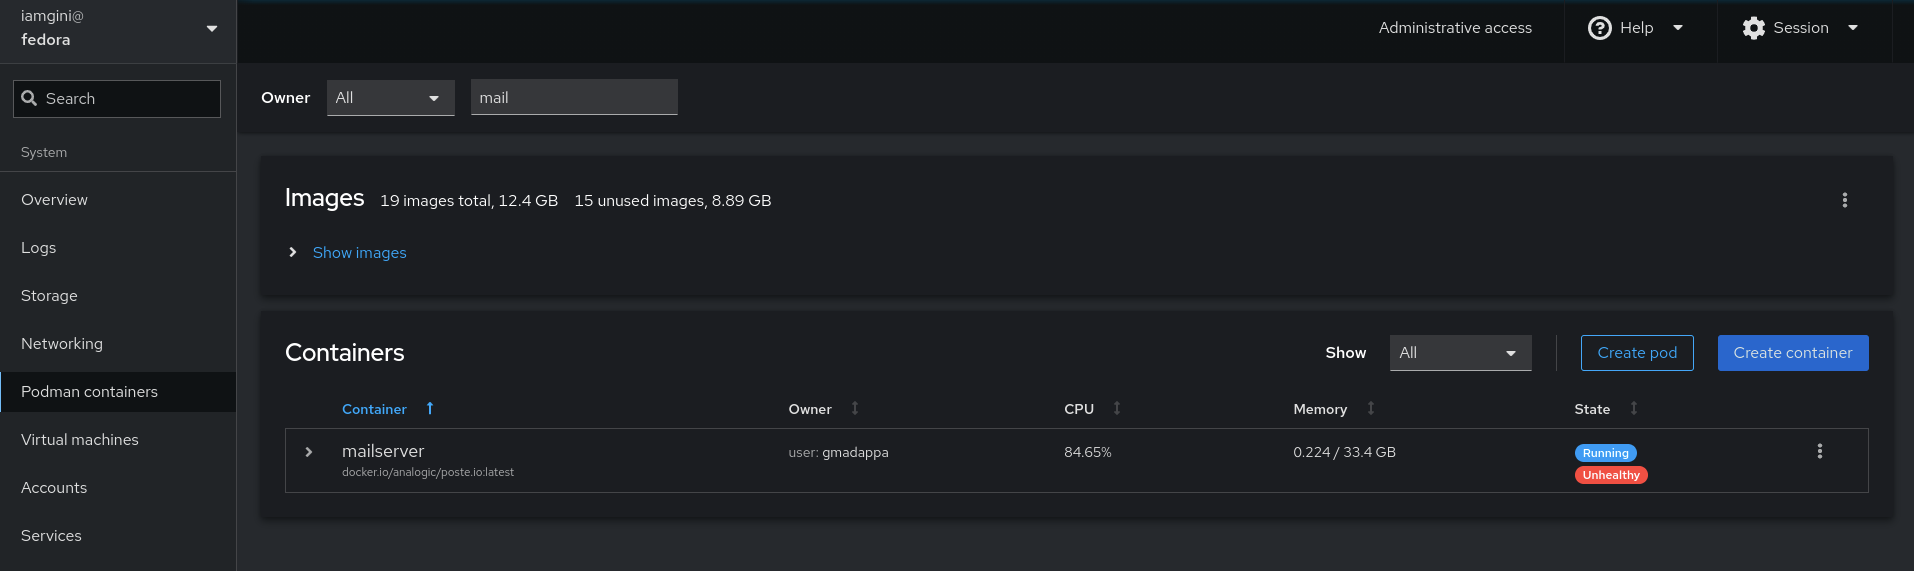 iamgini@
fedora
Administrative access
Help
Session
Search
Owner
All
mail
System
Overview
Logs
Storage
Networking
Podman containers
Virtual machines
Accounts
Services
Images 19 images total, 12.4 GB 15 unused images, 8.89 GB
Show images
Containers
Show
All
Create pod
Create container
Container Owner CPU Memory State
mailserver user: gmadappa 84.65% 0.224 / 33.4 GB Running
docker.io/analogic/poste.io:latest Unhealthy